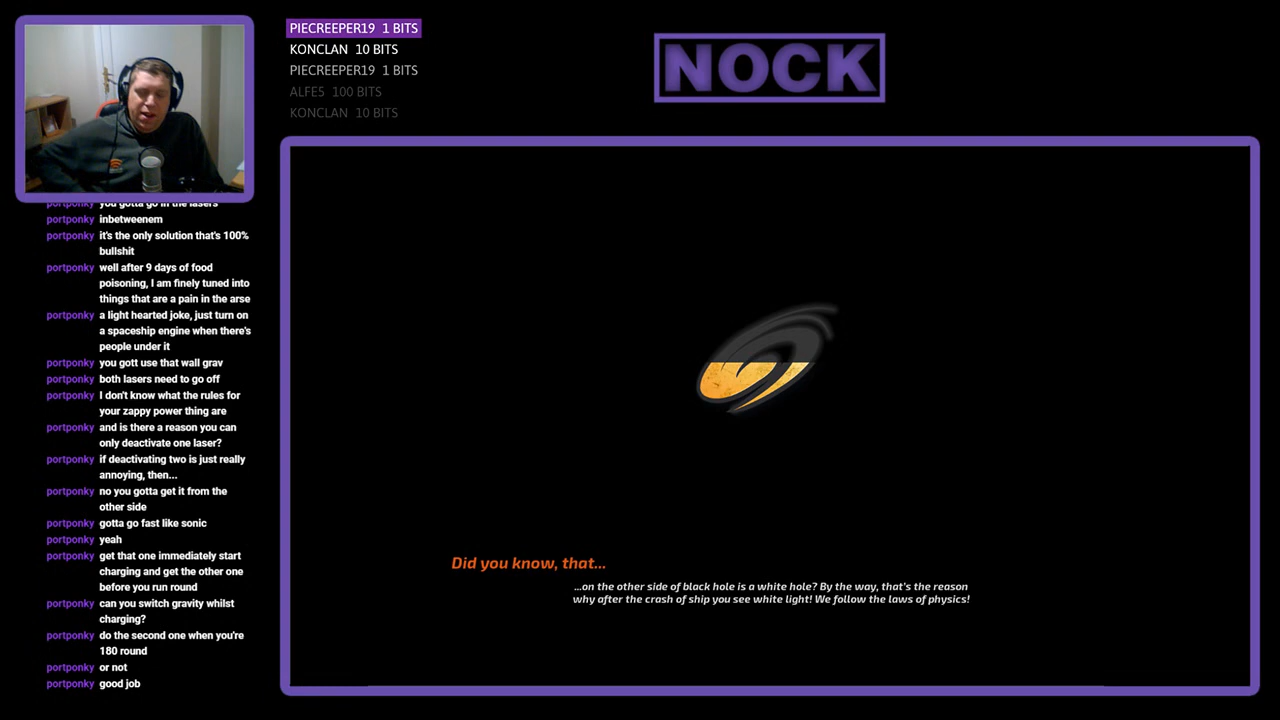 PIECREEPER19 1 BITS
KONCLAN 10 BITS
PIECREEPER19 1 BITS
ALFE5 100 BITS
KONCLAN 10 BITS
NOCK
portponky you gotta go in the lasers
portponky inbetweenem
portponky it's the only solution that's 100%
bullshit
portponky well after 9 days of food
poisoning, I am finely tuned into
things that are a pain in the arse
portponky a light hearted joke, just turn on
a spaceship engine when there's
people under it
portponky you gott use that wall grav
portponky both lasers need to go off
portponky I don't know what the rules for
your zappy power thing are
portponky and is there a reason you can
only deactivate one laser?
portponky if deactivating two is just really
annoying, then...
portponky no you gotta get it from the
other side
portponky gotta go fast like sonic
portponky yeah
portponky get that one immediately start
charging and get the other one
before you run round
portponky can you switch gravity whilst
charging?
portponky do the second one when you're
180 round
portponky or not
portponky good job
Did you know, that...
...on the other side of black hole is a white hole? By the way, that's the reason
why after the crash of ship you see white light! We follow the laws of physics!